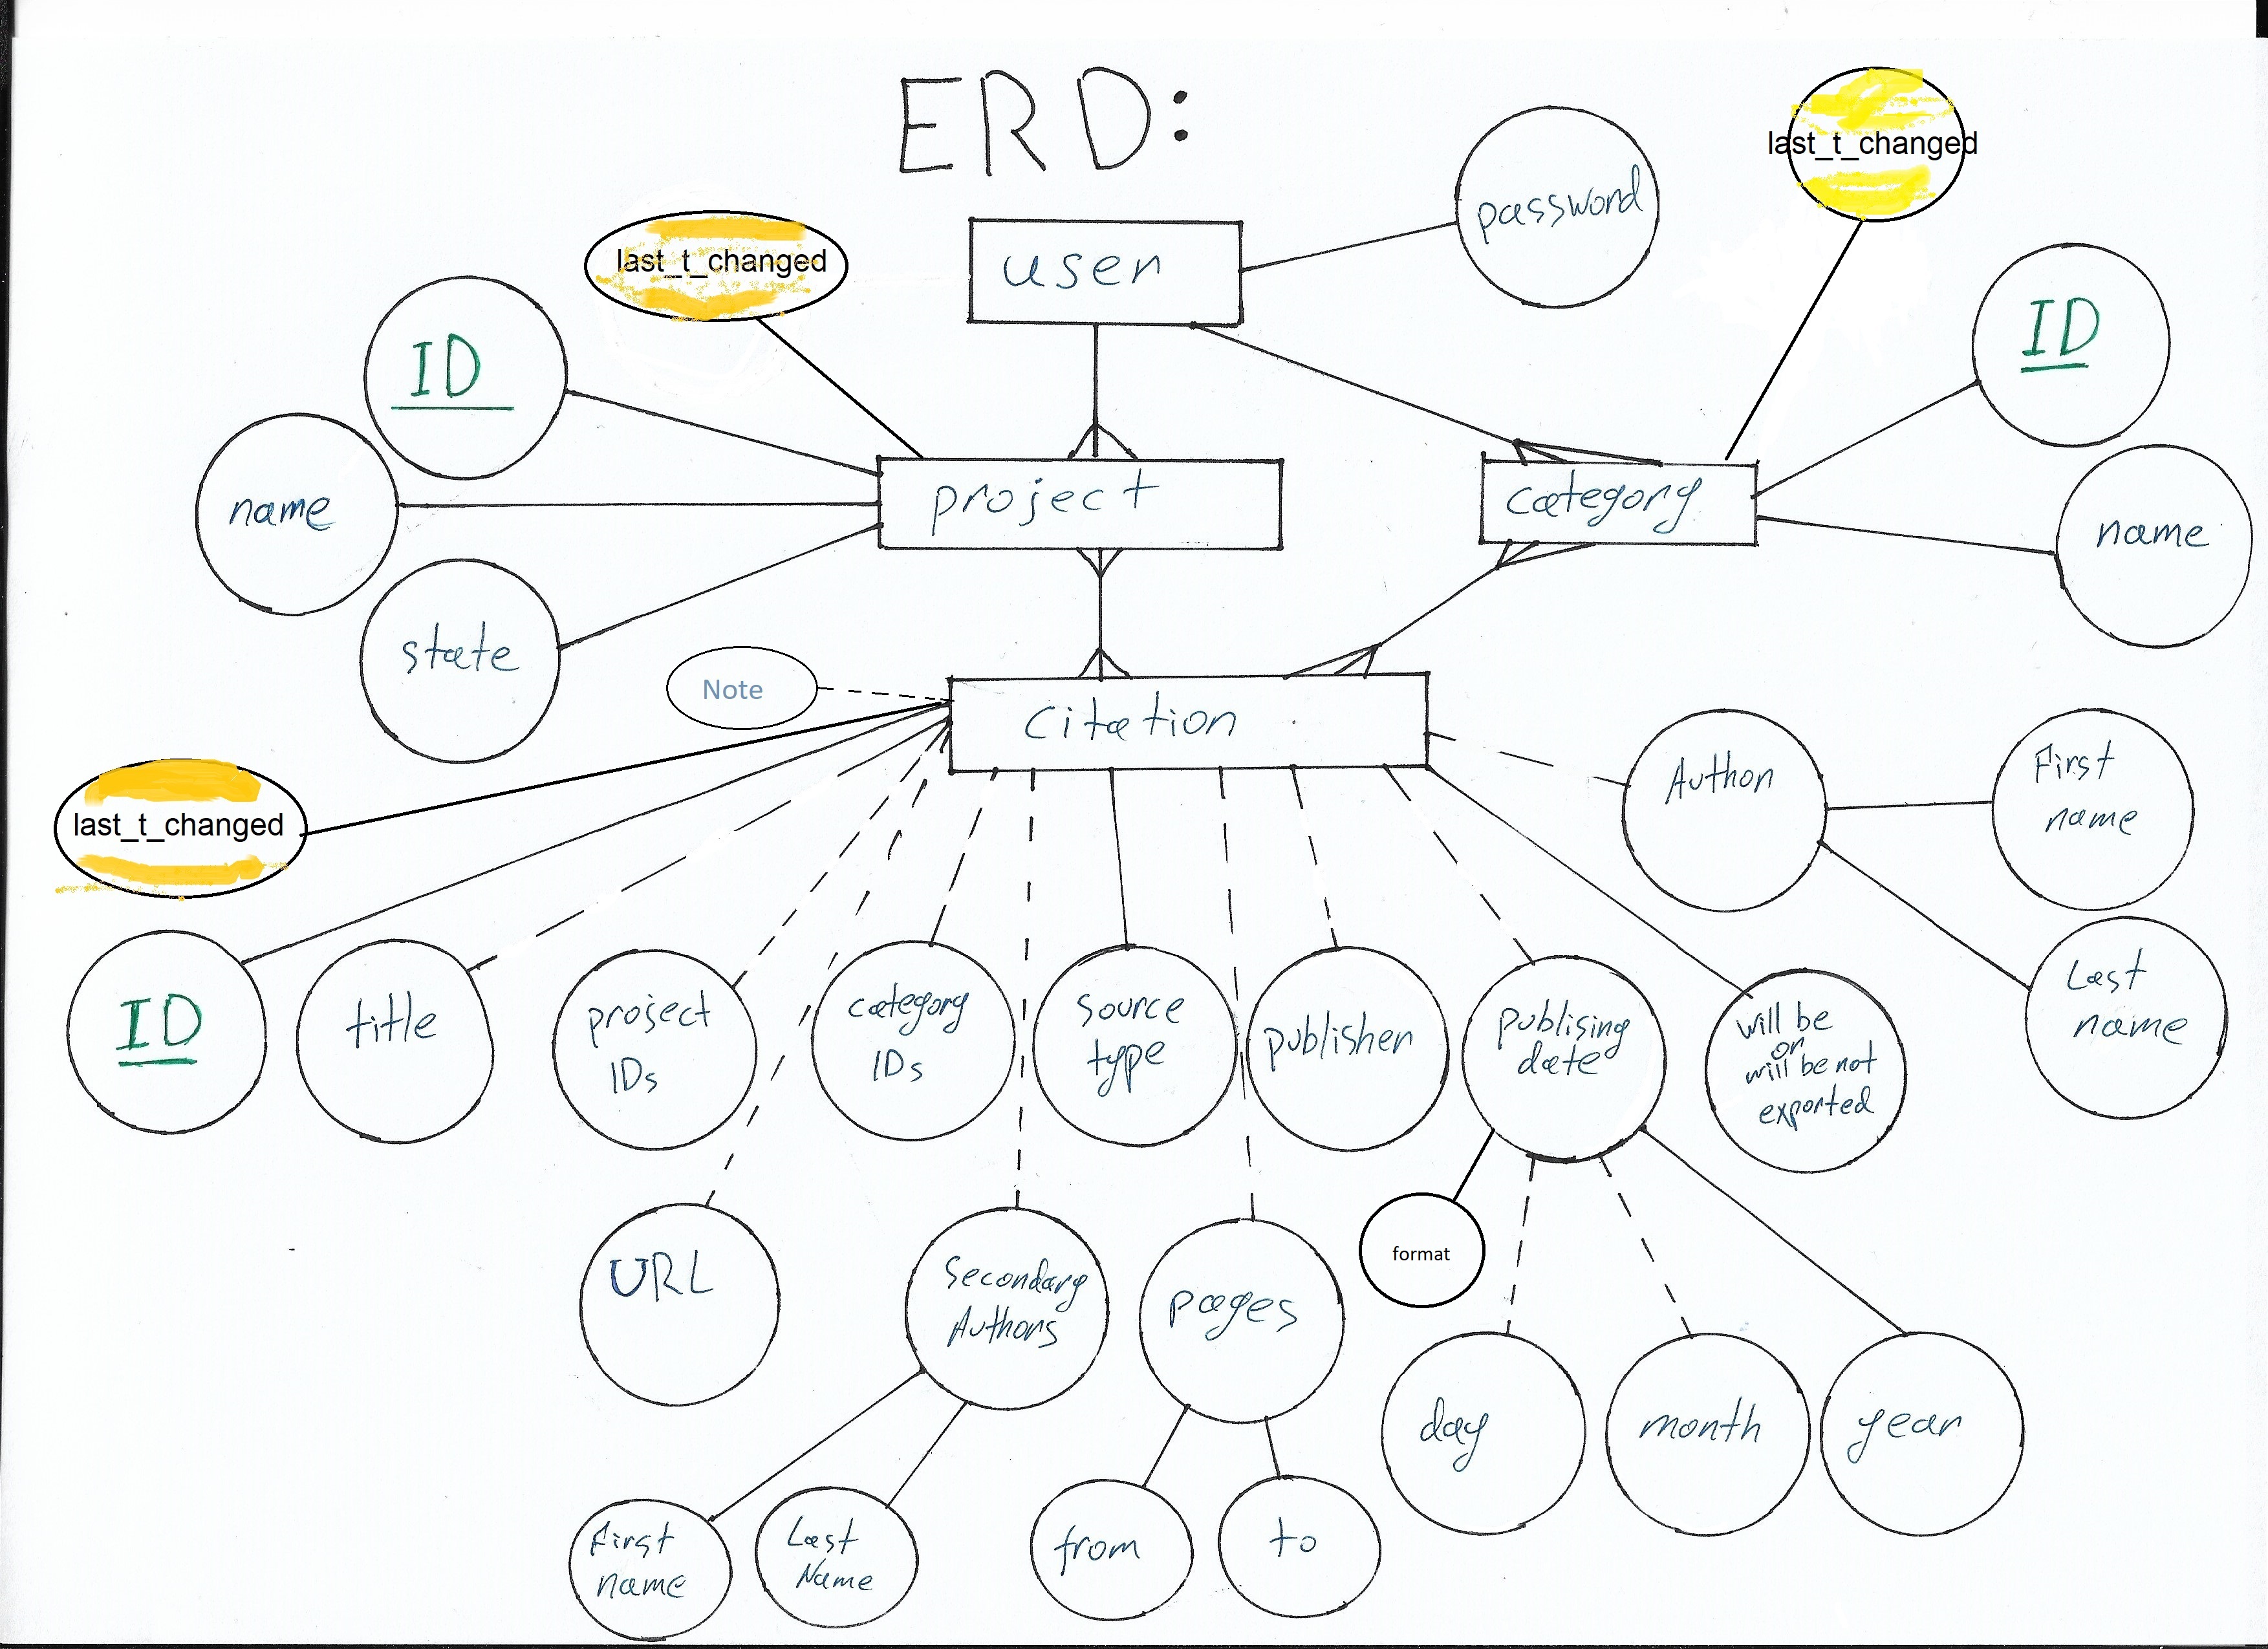 ERD:
last_t_changed
password
last_t_changed
user
ID
ID
name
project
category
name
state
Note
citation
last_t_changed
Author
First
name
ID
title
project
IDs
category
IDs
source
type
publisher
publising
date
will be
or
will be not
exported
Last
name
URL
Secondary
Authors
pages
format
day
month
year
First
name
Last
Name
from
to